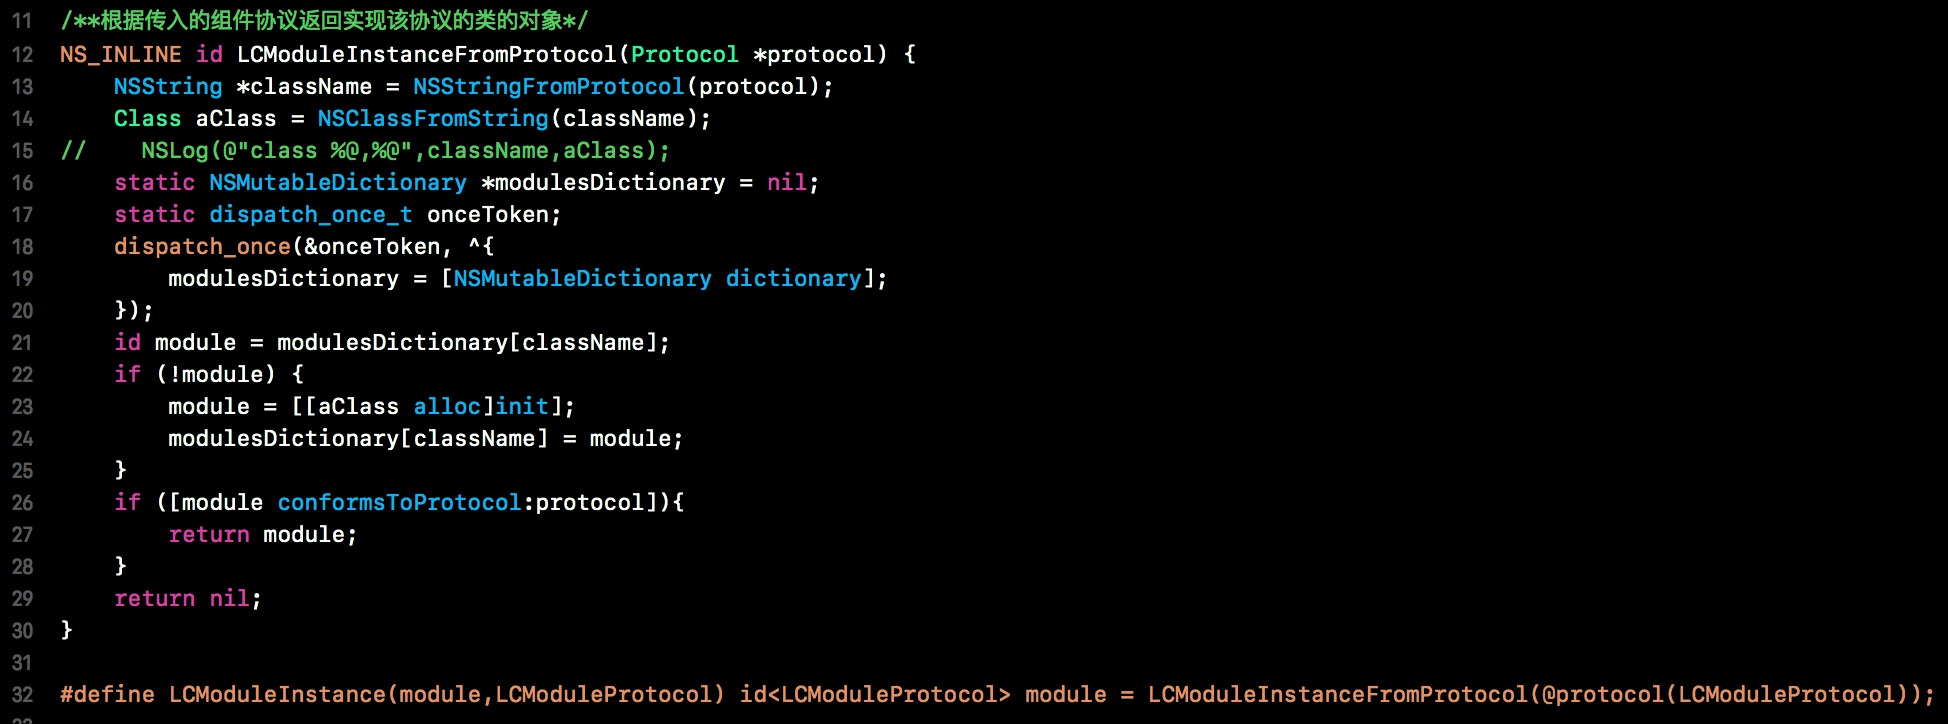 11 /**根据传入的组件协议返回实现该协议的类的对象*/
12 NS_INLINE id LCModuleInstanceFromProtocol(Protocol *protocol) {
13     NSString *className = NSStringFromProtocol(protocol);
14     Class aClass = NSClassFromString(className);
15 //    NSLog(@"class %@,%@",className,aClass);
16     static NSMutableDictionary *modulesDictionary = nil;
17     static dispatch_once_t onceToken;
18     dispatch_once(&onceToken, ^{
19         modulesDictionary = [NSMutableDictionary dictionary];
20     });
21     id module = modulesDictionary[className];
22     if (!module) {
23         module = [[aClass alloc]init];
24         modulesDictionary[className] = module;
25     }
26     if ([module conformsToProtocol:protocol]){
27         return module;
28     }
29     return nil;
30 }
31
32 #define LCModuleInstance(module,LCModuleProtocol) id<LCModuleProtocol> module = LCModuleInstanceFromProtocol(@protocol(LCModuleProtocol));